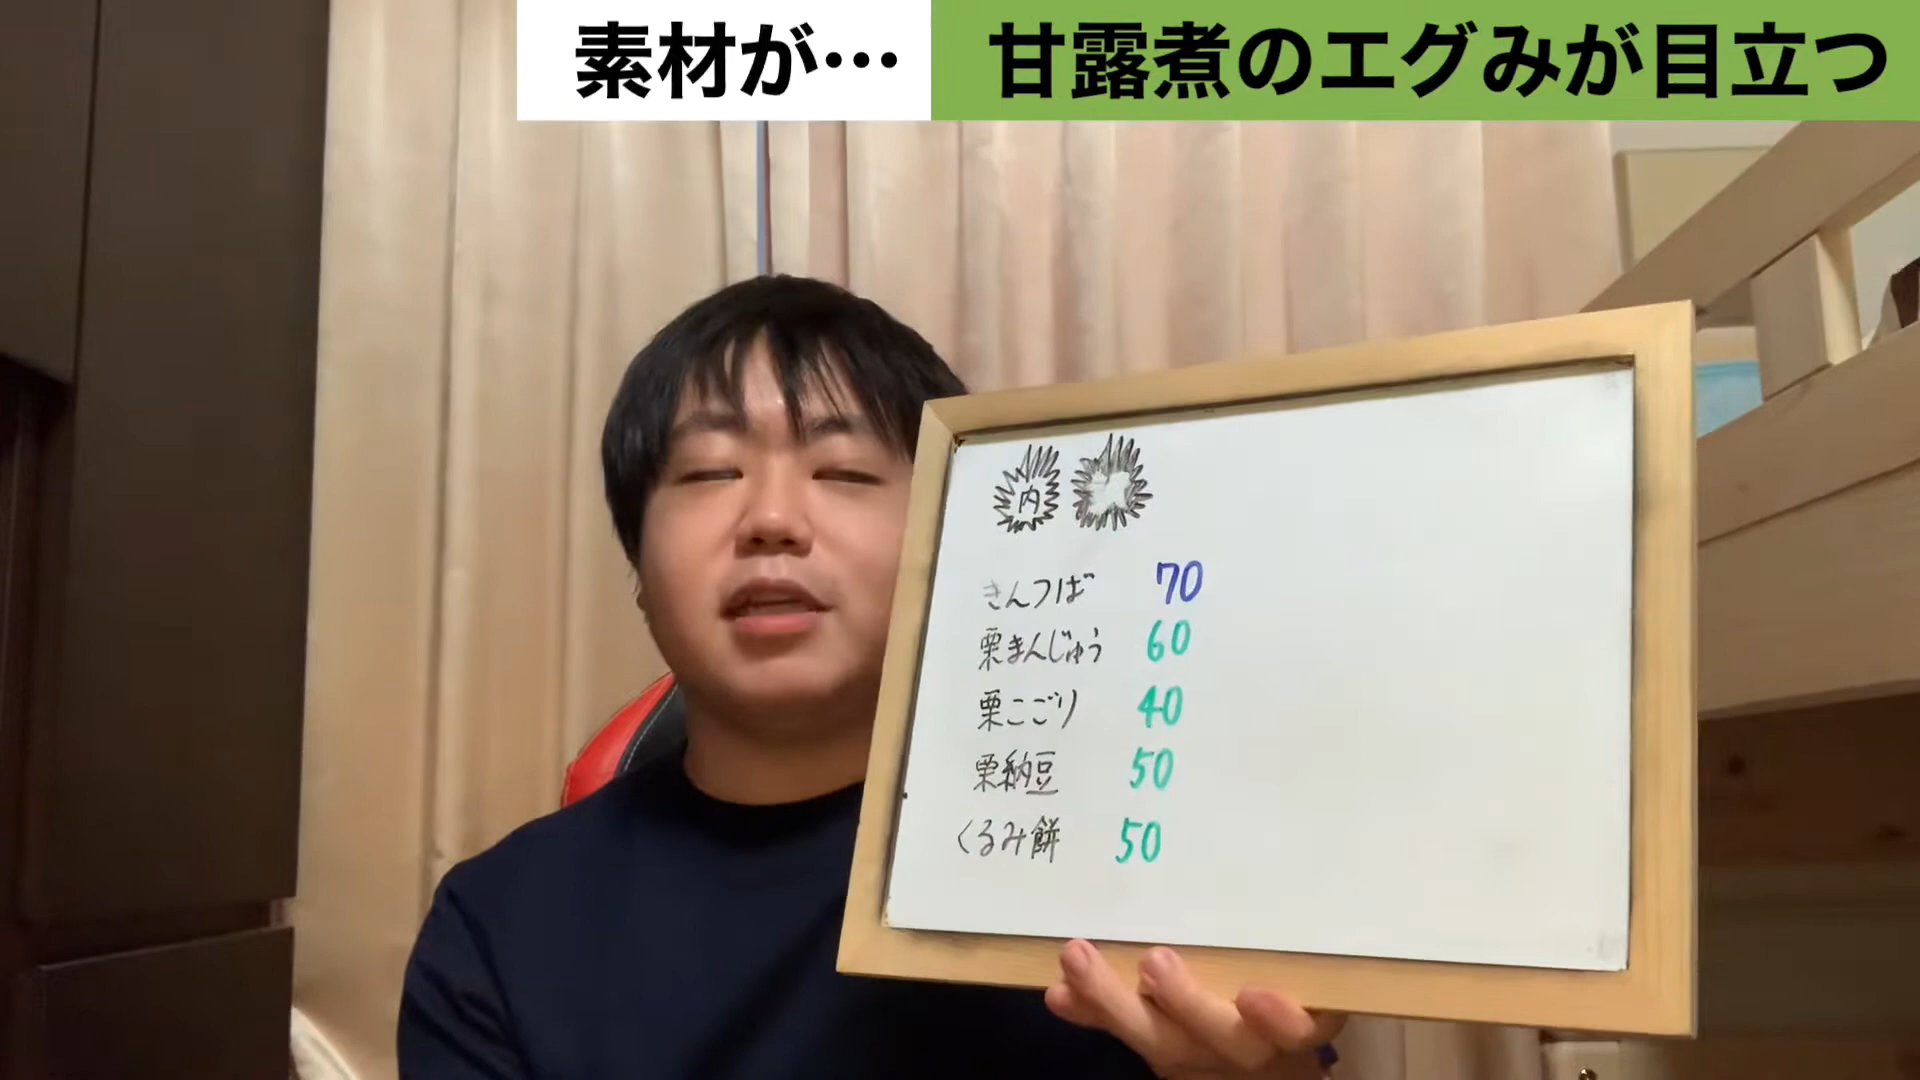 素材が… 甘露煮のエグみが目立つ
内
きんつば 70
栗まんじゅう 60
栗こごり 40
栗納豆 50
くるみ餅 50